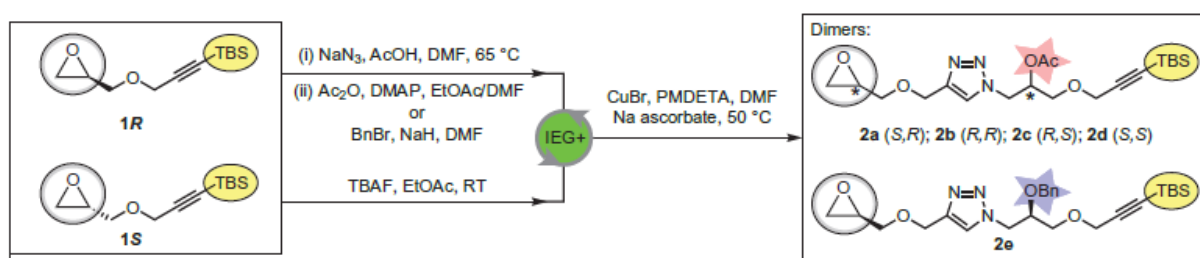 O
O
TBS
1R
O
O
TBS
1S
(i) NaN3, AcOH, DMF, 65 °C
(ii) Ac2O, DMAP, EtOAc/DMF
or
BnBr, NaH, DMF
IEG+
TBAF, EtOAc, RT
CuBr, PMDETA, DMF
Na ascorbate, 50 °C
Dimers:
O
*
O
N=N
N
OAc
*
O
TBS
2a (S,R); 2b (R,R); 2c (R,S); 2d (S,S)
O
O
N=N
N
OBn
O
TBS
2e